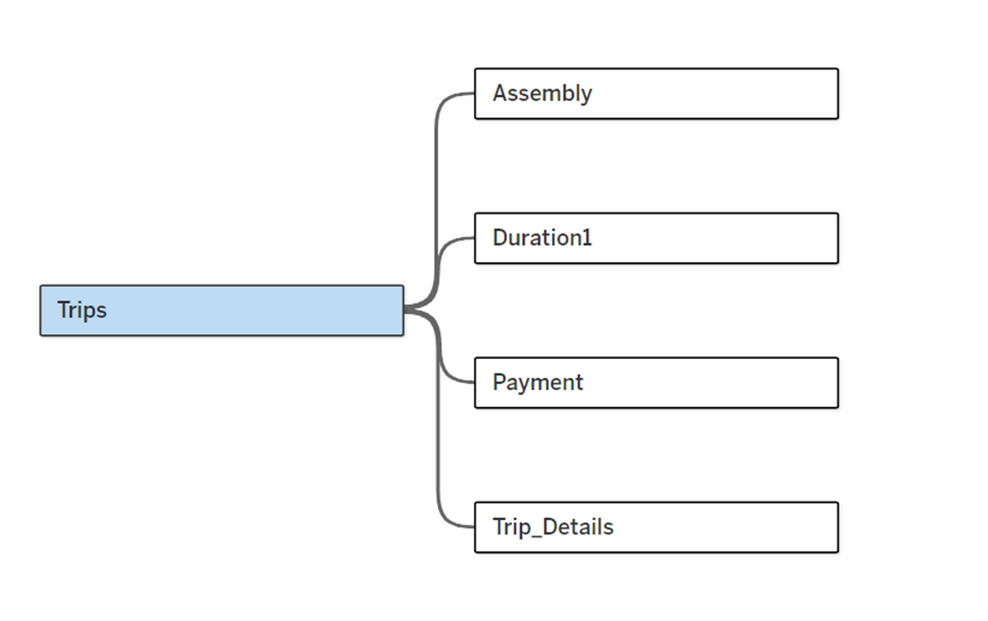 Assembly
Duration1
Trips
Payment
Trip_Details